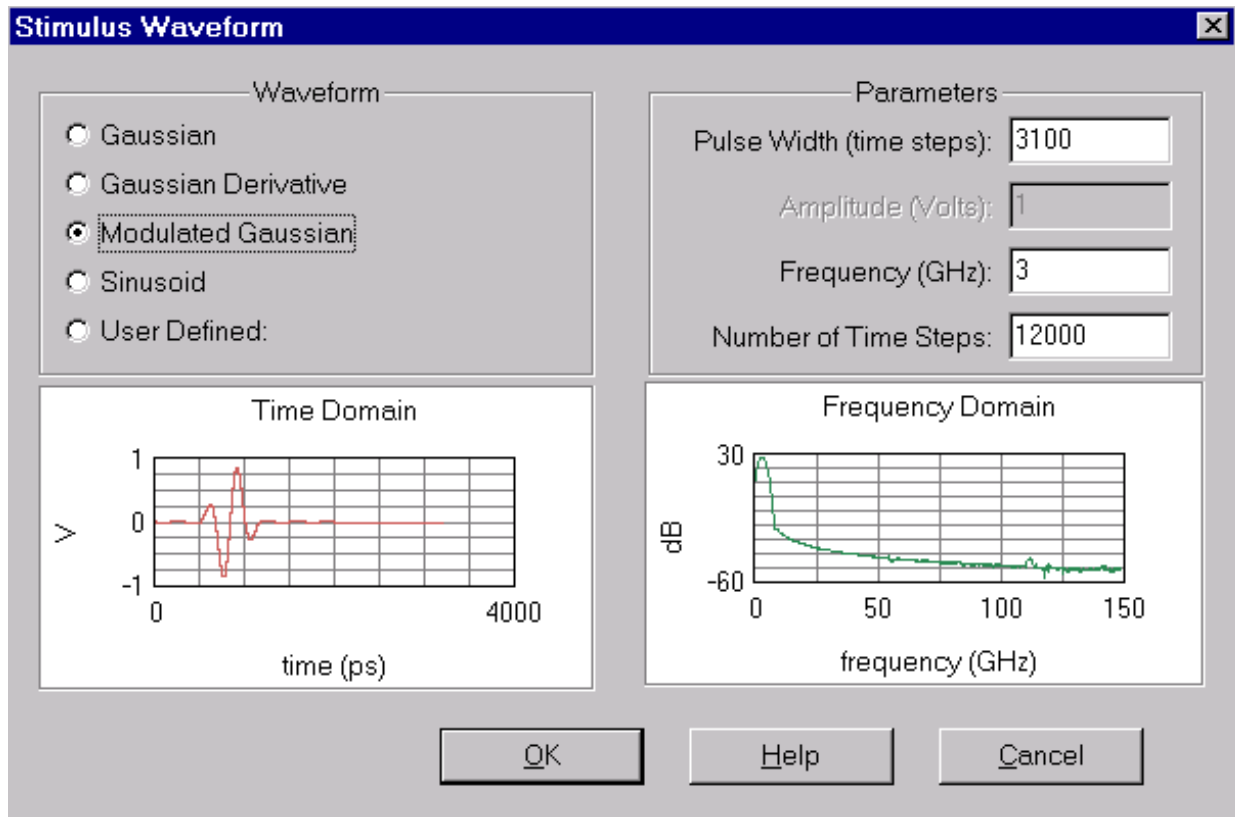 Stimulus Waveform
Waveform
Gaussian
Gaussian Derivative
Modulated Gaussian
Sinusoid
User Defined:
Parameters
Pulse Width (time steps): 3100
Amplitude (Volts): 1
Frequency (GHz): 3
Number of Time Steps: 12000
Time Domain
1
0
-1
V
0 4000
time (ps)
Frequency Domain
30
-60
dB
0 50 100 150
frequency (GHz)
OK Help Cancel